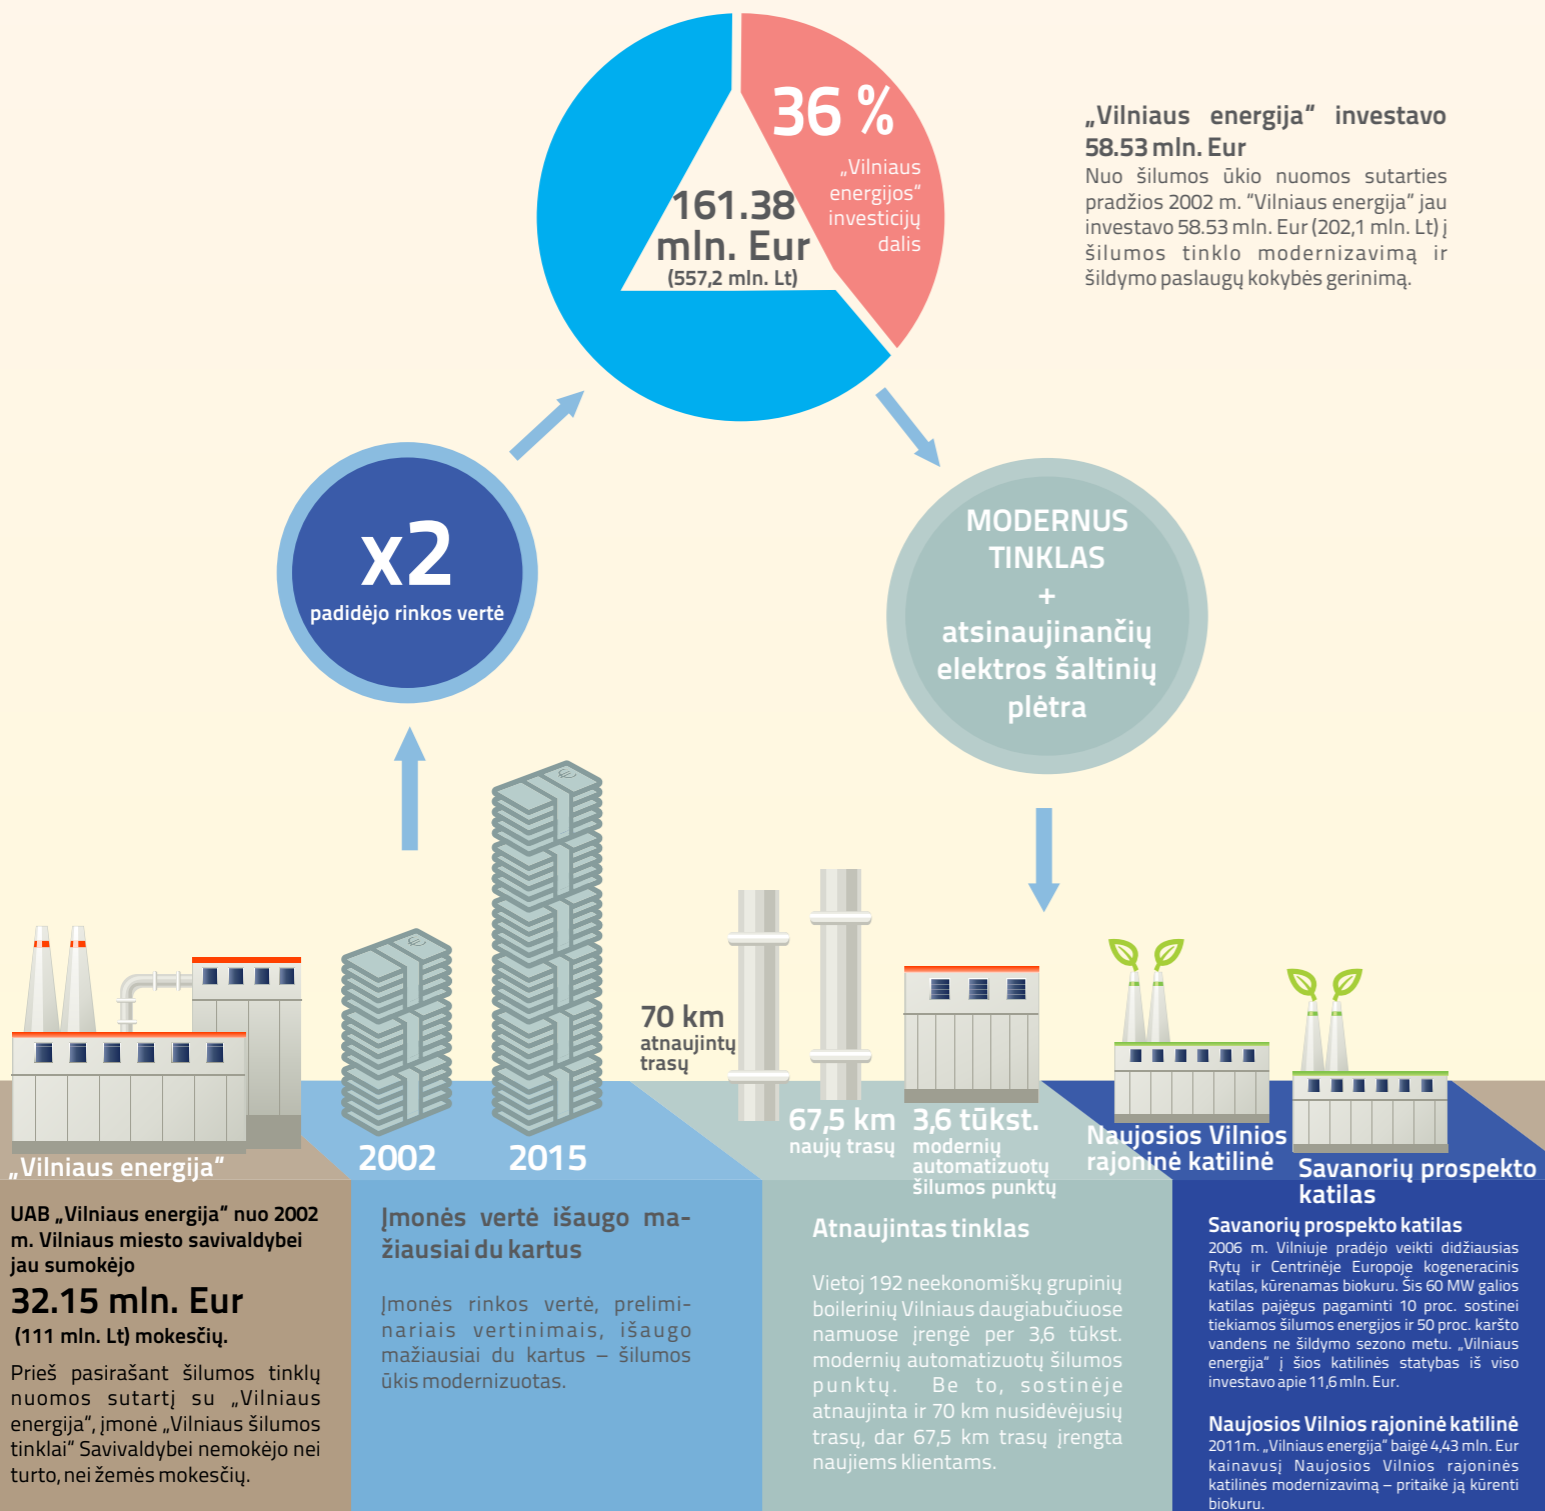 36 %
„Vilniaus
energijos“
investicijų
dalis
161.38
mln. Eur
(557,2 mln. Lt)
„Vilniaus energija“ investavo
58.53 mln. Eur
Nuo šilumos ūkio nuomos sutarties
pradžios 2002 m. “Vilniaus energija” jau
investavo 58.53 mln. Eur (202,1 mln. Lt) į
šilumos tinklo modernizavimą ir
šildymo paslaugų kokybės gerinimą.
x2
padidėjo rinkos vertė
MODERNUS
TINKLAS
+
atsinaujinančių
elektros šaltinių
plėtra
70 km
atnaujintų
trasų
67,5 km
naujų trasų
3,6 tūkst.
modernių
automatizuotų
šilumos punktų
Naujosios Vilnios
rajoninė katilinė
Savanorių prospekto
katilas
„Vilniaus energija“
2002
2015
UAB „Vilniaus energija“ nuo 2002
m. Vilniaus miesto savivaldybei
jau sumokėjo
32.15 mln. Eur
(111 mln. Lt) mokesčių.
Prieš pasirašant šilumos tinklų
nuomos sutartį su „Vilniaus
energija“, įmonė „Vilniaus šilumos
tinklai“ Savivaldybei nemokėjo nei
turto, nei žemės mokesčių.
Įmonės vertė išaugo ma-
žiausiai du kartus
Įmonės rinkos vertė, prelimi-
nariais vertinimais, išaugo
mažiausiai du kartus – šilumos
ūkis modernizuotas.
Atnaujintas tinklas
Vietoj 192 neekonomiškų grupinių
boilerinių Vilniaus daugiabučiuose
namuose įrengė per 3,6 tūkst.
modernių automatizuotų šilumos
punktų. Be to, sostinėje
atnaujinta ir 70 km nusidėvėjusių
trasų, dar 67,5 km trasų įrengta
naujiems klientams.
Savanorių prospekto katilas
2006 m. Vilniuje pradėjo veikti didžiausias
Rytų ir Centrinėje Europoje kogeneracinis
katilas, kūrenamas biokuru. Šis 60 MW galios
katilas pajėgus pagaminti 10 proc. sostinei
tiekiamos šilumos energijos ir 50 proc. karšto
vandens ne šildymo sezono metu. „Vilniaus
energija“ į šios katilinės statybas iš viso
investavo apie 11,6 mln. Eur.
Naujosios Vilnios rajoninė katilinė
2011 m. „Vilniaus energija“ baigė 4,43 mln. Eur
kainavusį Naujosios Vilnios rajoninės
katilinės modernizavimą – pritaikė ją kūrenti
biokuru.